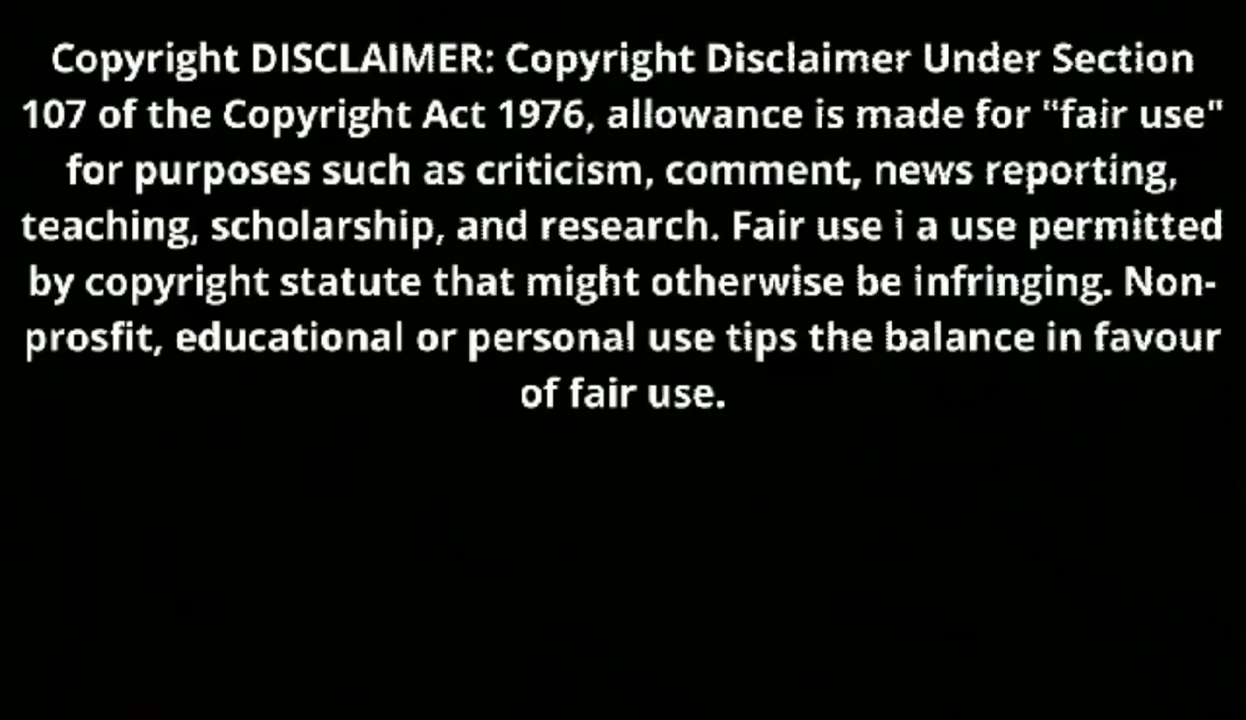 Copyright DISCLAIMER: Copyright Disclaimer Under Section
107 of the Copyright Act 1976, allowance is made for "fair use"
for purposes such as criticism, comment, news reporting,
teaching, scholarship, and research. Fair use i a use permitted
by copyright statute that might otherwise be infringing. Non-
prosfit, educational or personal use tips the balance in favour
of fair use.